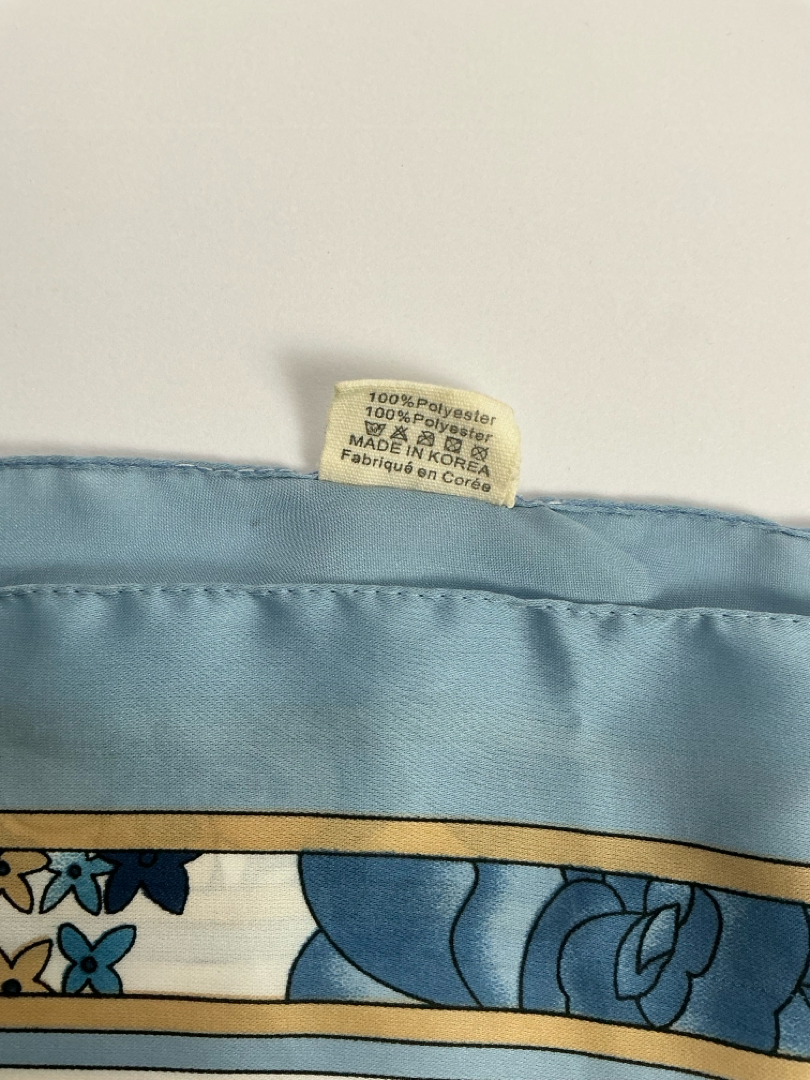 100%Polyester
100%Polyester
MADE IN KOREA
Fabriqué en Corée